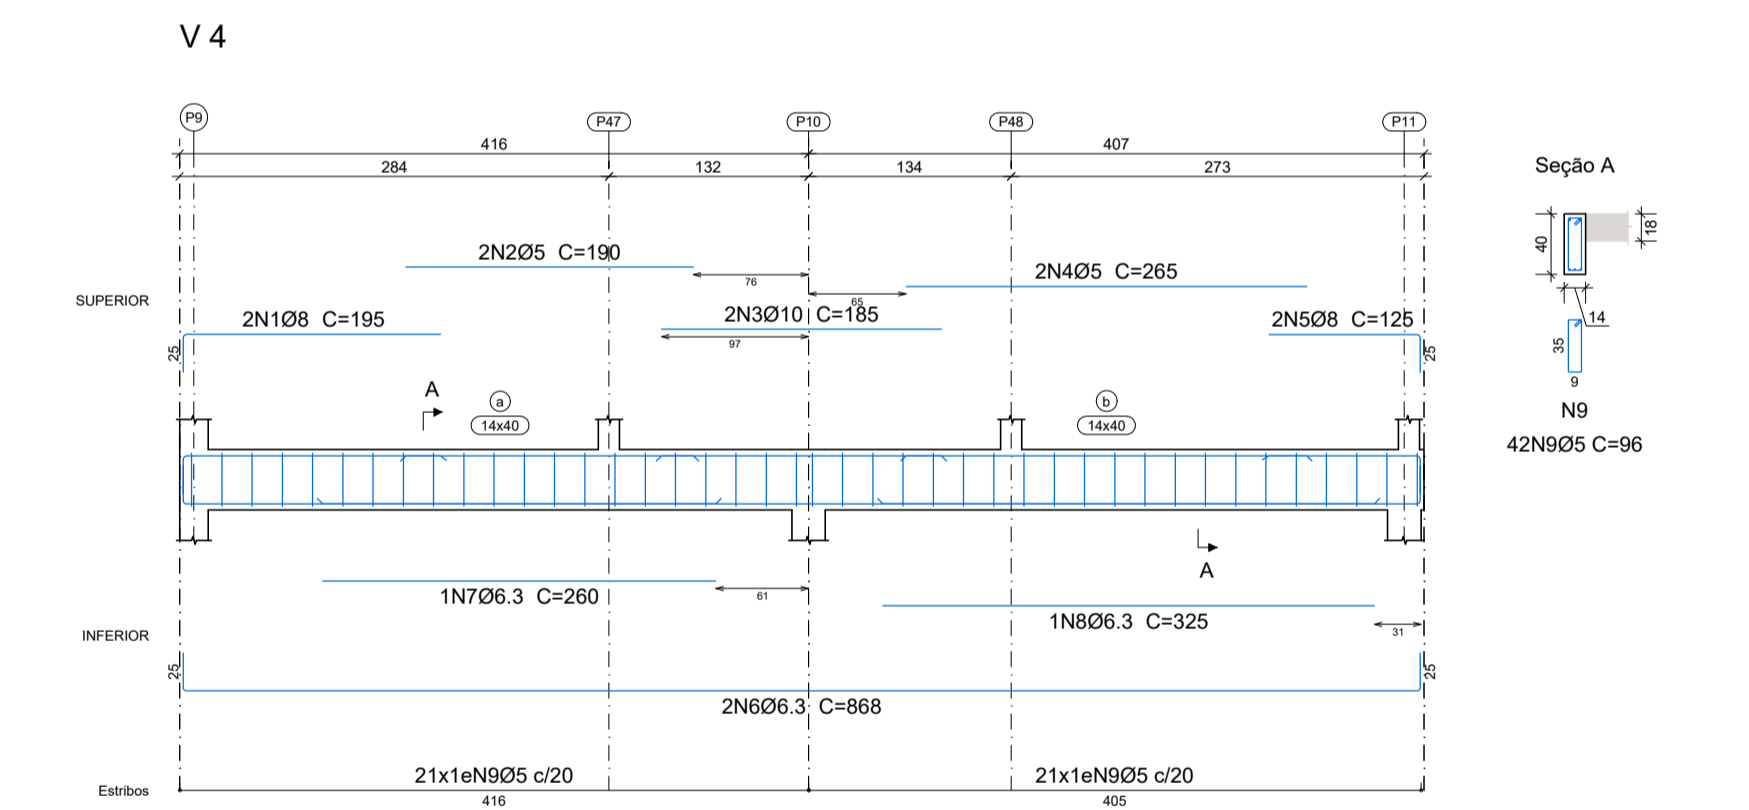 V 4
P9 P47 P10 P48 P11
416 407
284 132 134 273
Seção A
2N2Ø5 C=190
76
2N4Ø5 C=265
65
SUPERIOR
2N1Ø8 C=195
25
2N3Ø10 C=185
97
2N5Ø8 C=125
25
40
18
14
35
9
N9
42N9Ø5 C=96
A
a
14x40
b
14x40
A
1N7Ø6.3 C=260
61
1N8Ø6.3 C=325
31
INFERIOR
25
25
2N6Ø6.3 C=868
Estribos
21x1eN9Ø5 c/20
416
21x1eN9Ø5 c/20
405